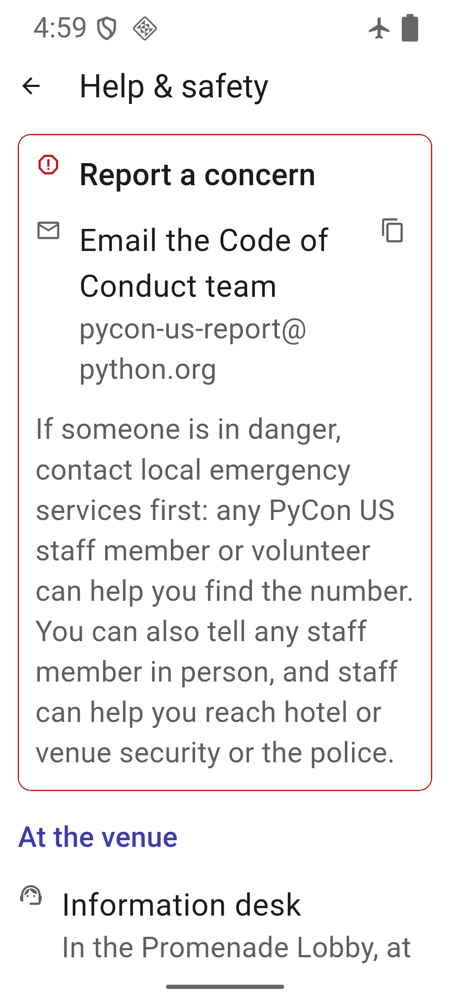 4:59
Help & safety
Report a concern
Email the Code of
Conduct team
pycon-us-report@
python.org
If someone is in danger,
contact local emergency
services first: any PyCon US
staff member or volunteer
can help you find the number.
You can also tell any staff
member in person, and staff
can help you reach hotel or
venue security or the police.
At the venue
Information desk
In the Promenade Lobby, at